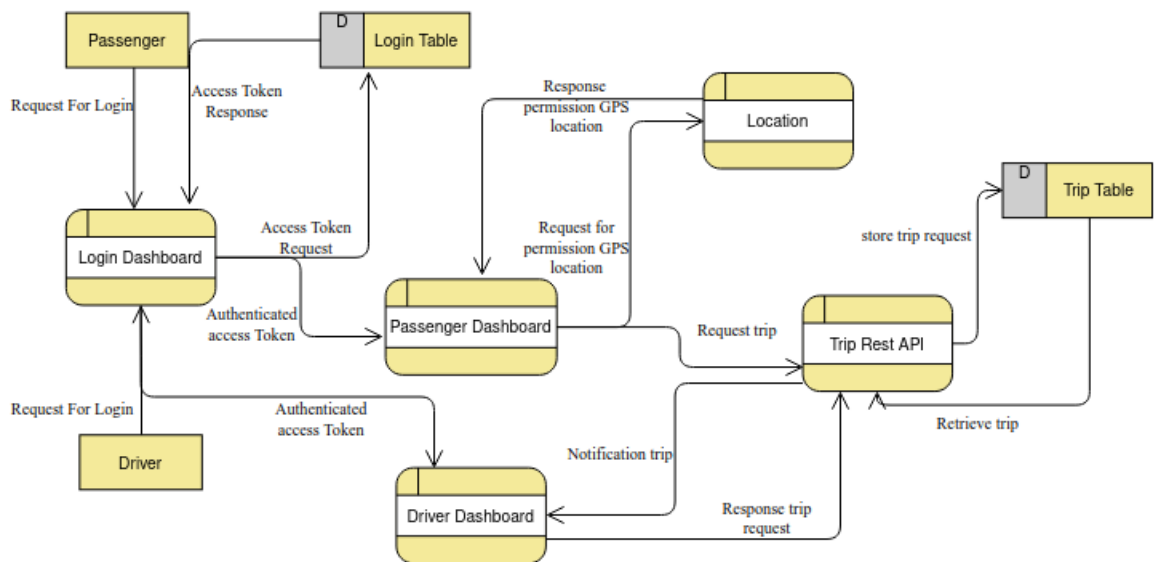 Passenger
D
Login Table
Request For Login
Access Token
Response
Response
permission GPS
location
Location
D
Trip Table
Login Dashboard
Access Token
Request
Request for
permission GPS
location
store trip request
Authenticated
access Token
Passenger Dashboard
Request trip
Trip Rest API
Request For Login
Authenticated
access Token
Retrieve trip
Driver
Notification trip
Driver Dashboard
Response trip
request